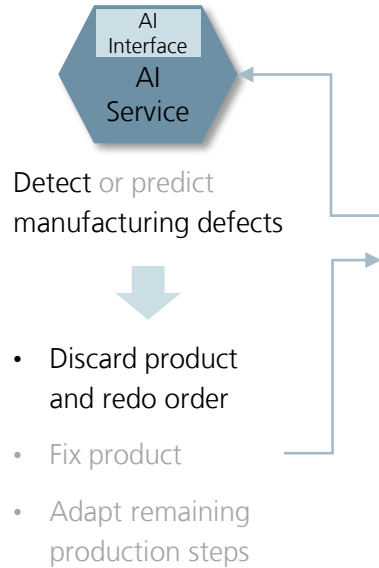 AI
Interface
AI
Service
Detect or predict
manufacturing defects
• Discard product
and redo order
• Fix product
• Adapt remaining
production steps